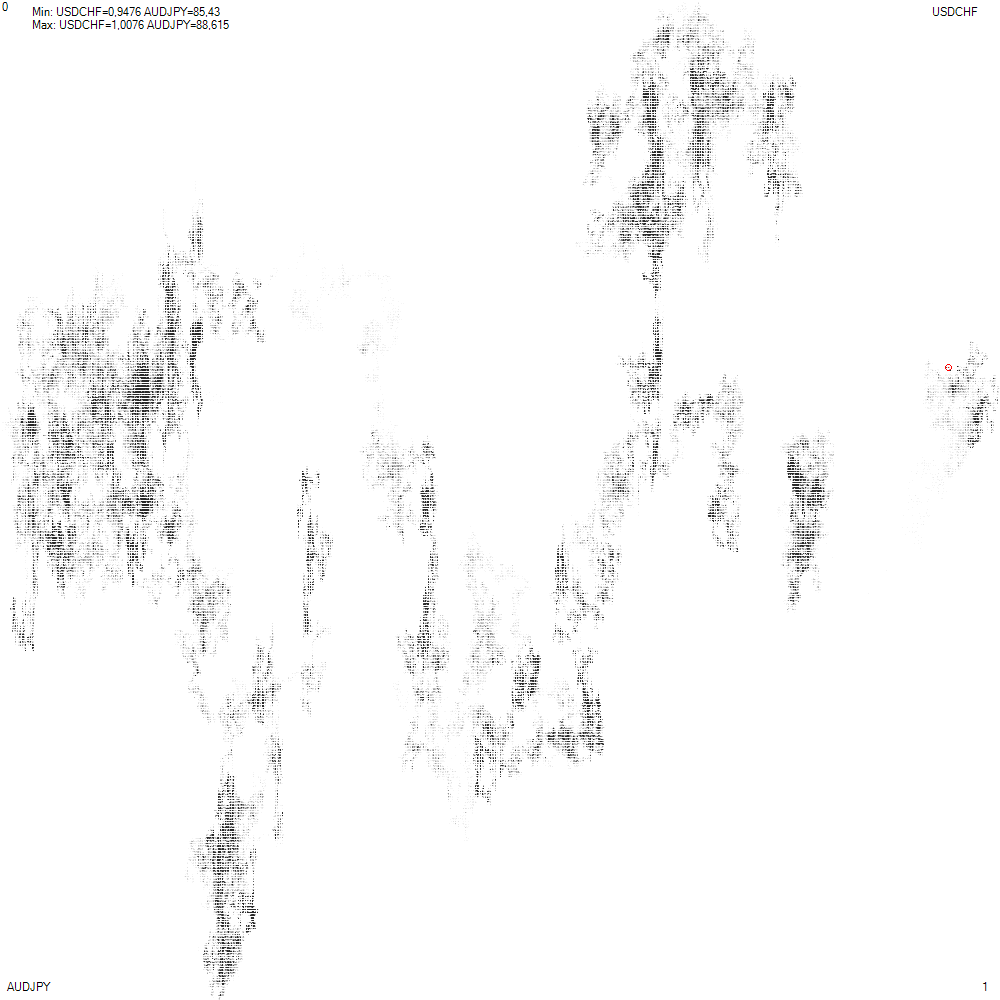 0
Min: USDCHF=0,9476 AUDJPY=85,43
Max: USDCHF=1,0076 AUDJPY=88,615
USDCHF
AUDJPY
1